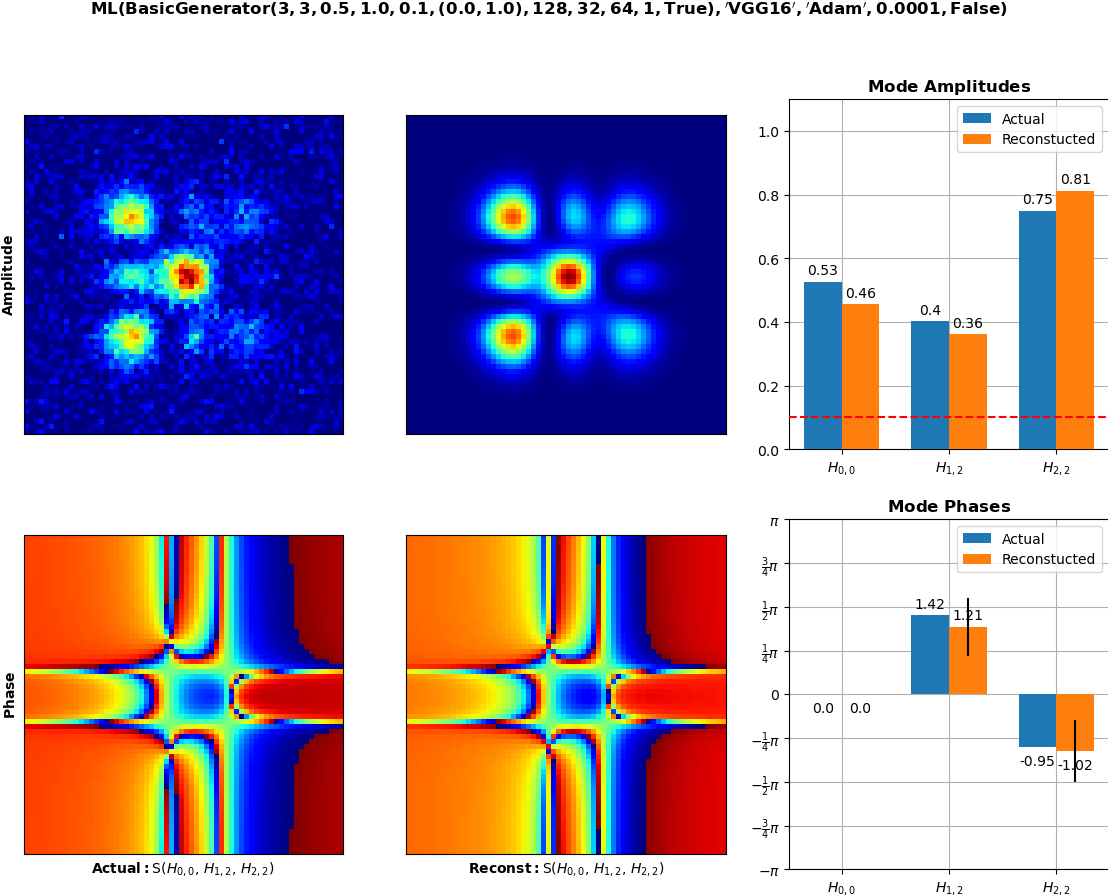 ML(BasicGenerator(3, 3, 0.5, 1.0, 0.1, (0.0, 1.0), 128, 32, 64, 1, True), ′VGG16′, ′Adam′, 0.0001, False)
Mode Amplitudes
Actual
Reconstucted
1.0
0.8
0.6
0.4
0.2
0.0
0.53
0.46
0.4
0.36
0.75
0.81
H0,0
H1,2
H2,2
Amplitude
Mode Phases
Actual
Reconstucted
π
3/4π
1/2π
1/4π
0
−1/4π
−1/2π
−3/4π
−π
0.0
0.0
1.42
1.21
-0.95
-1.02
H0,0
H1,2
H2,2
Phase
Actual: S(H0,0, H1,2, H2,2)
Reconst: S(H0,0, H1,2, H2,2)